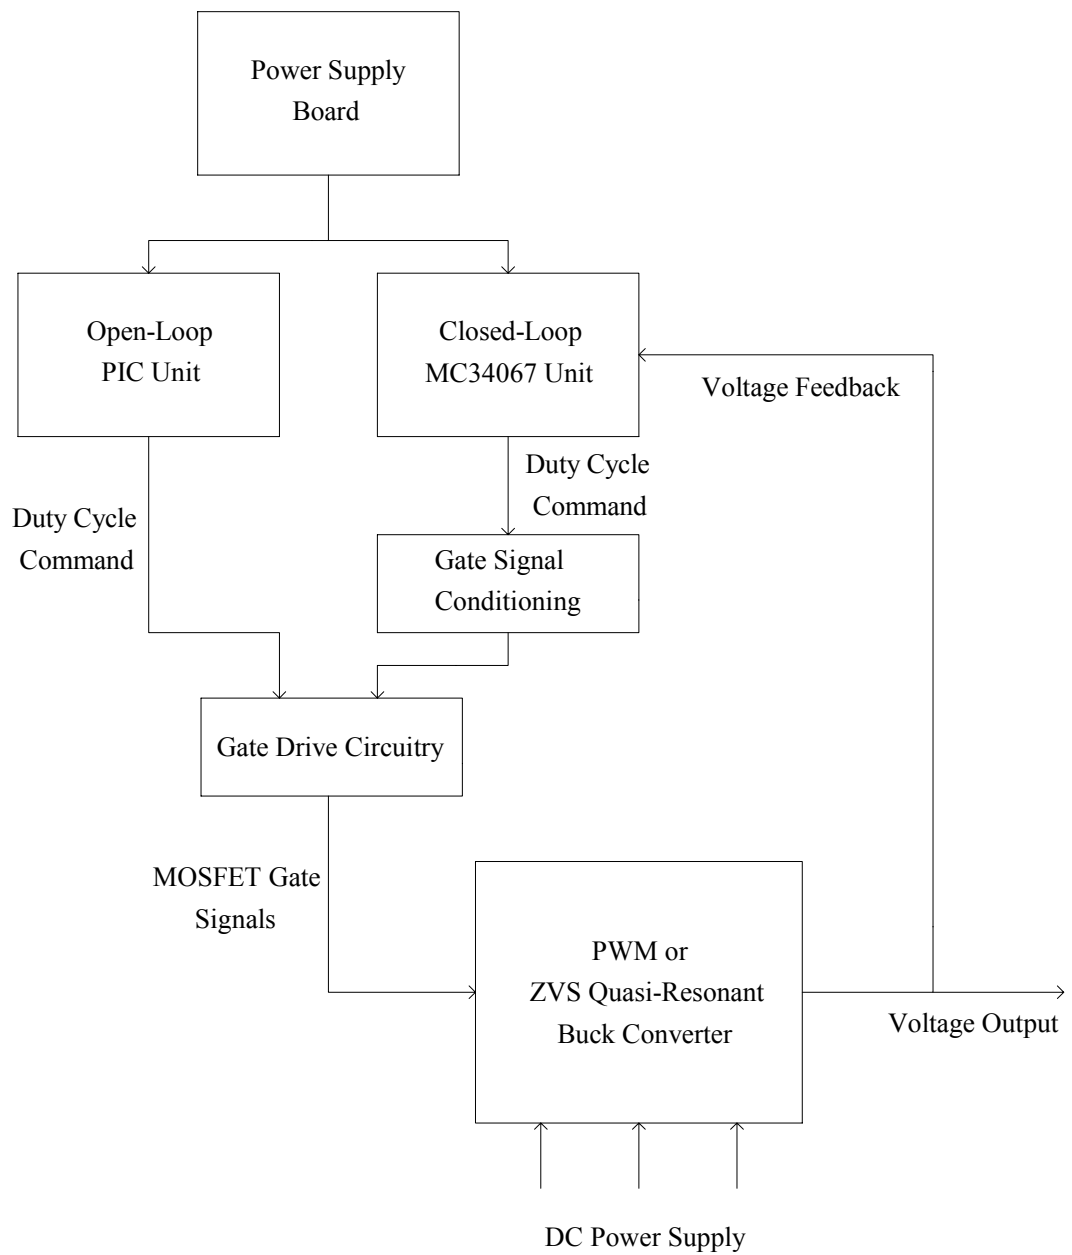 Power Supply
Board
Open-Loop
PIC Unit
Closed-Loop
MC34067 Unit
Voltage Feedback
Duty Cycle
Command
Duty Cycle
Command
Gate Signal
Conditioning
Gate Drive Circuitry
MOSFET Gate
Signals
PWM or
ZVS Quasi-Resonant
Buck Converter
Voltage Output
DC Power Supply